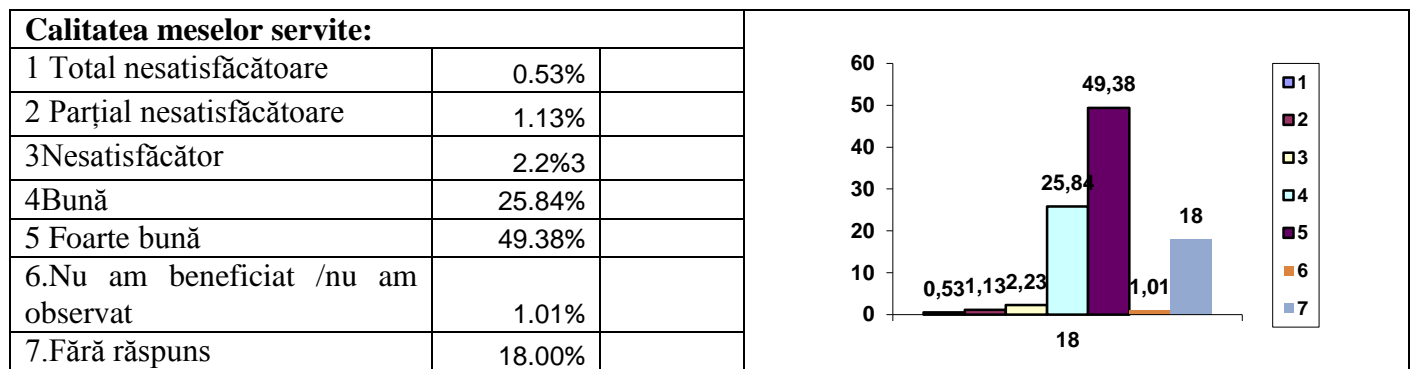 Calitatea meselor servite:
1 Total nesatisfăcătoare 0.53%
2 Parțial nesatisfăcătoare 1.13%
3Nesatisfăcător 2.2%3
4Bună 25.84%
5 Foarte bună 49.38%
6.Nu am beneficiat /nu am
observat 1.01%
7.Fără răspuns 18.00%
60
50
40
30
20
10
0
0,53
1,13
2,23
25,84
49,38
1,01
18
18
1
2
3
4
5
6
7